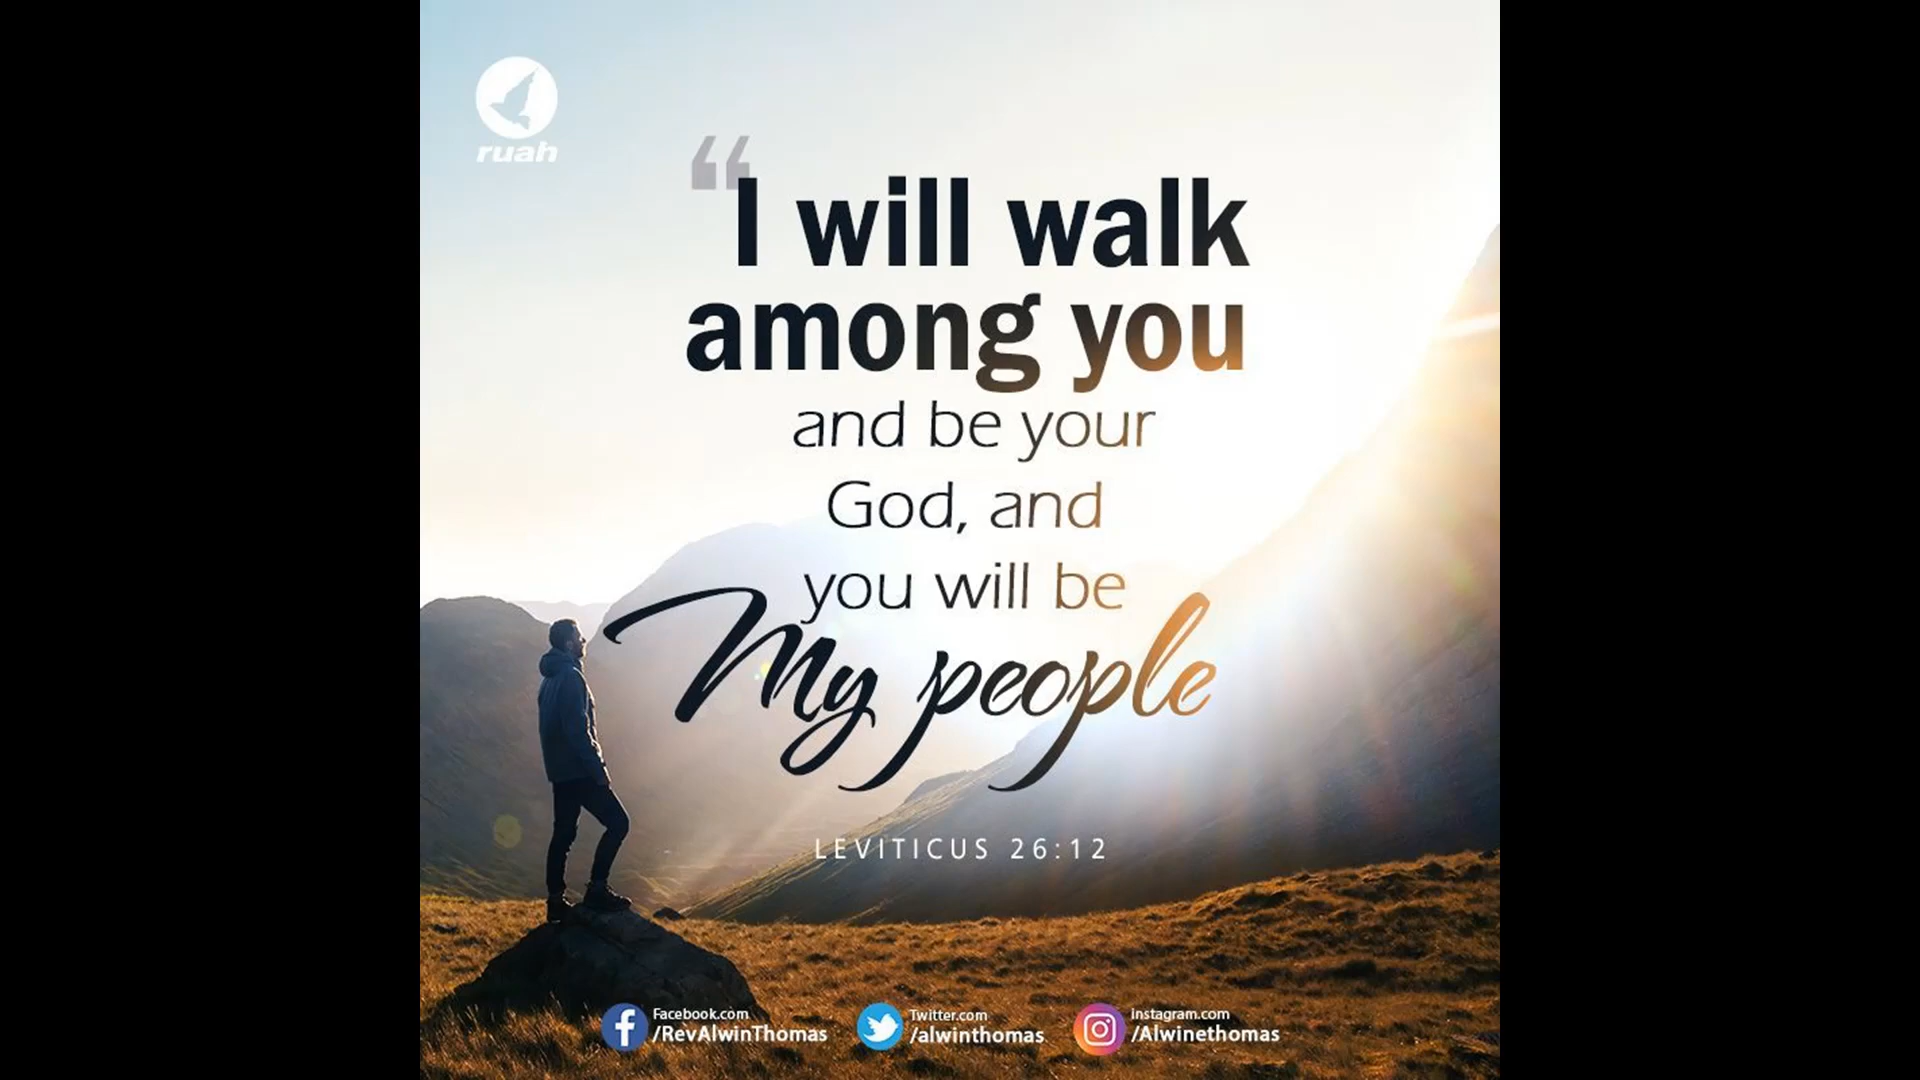 ruah
“I will walk
among you
and be your
God, and
you will be
My people
LEVITICUS 26:12
Facebook.com
/RevAlwinThomas
Twitter.com
/alwinthomas
Instagram.com
/Alwinethomas